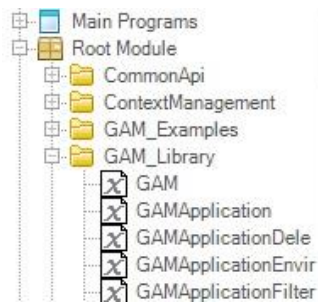 Main Programs
Root Module
CommonApi
ContextManagement
GAM_Examples
GAM_Library
GAM
GAMApplication
GAMApplicationDele
GAMApplicationEnvir
GAMApplicationFilter